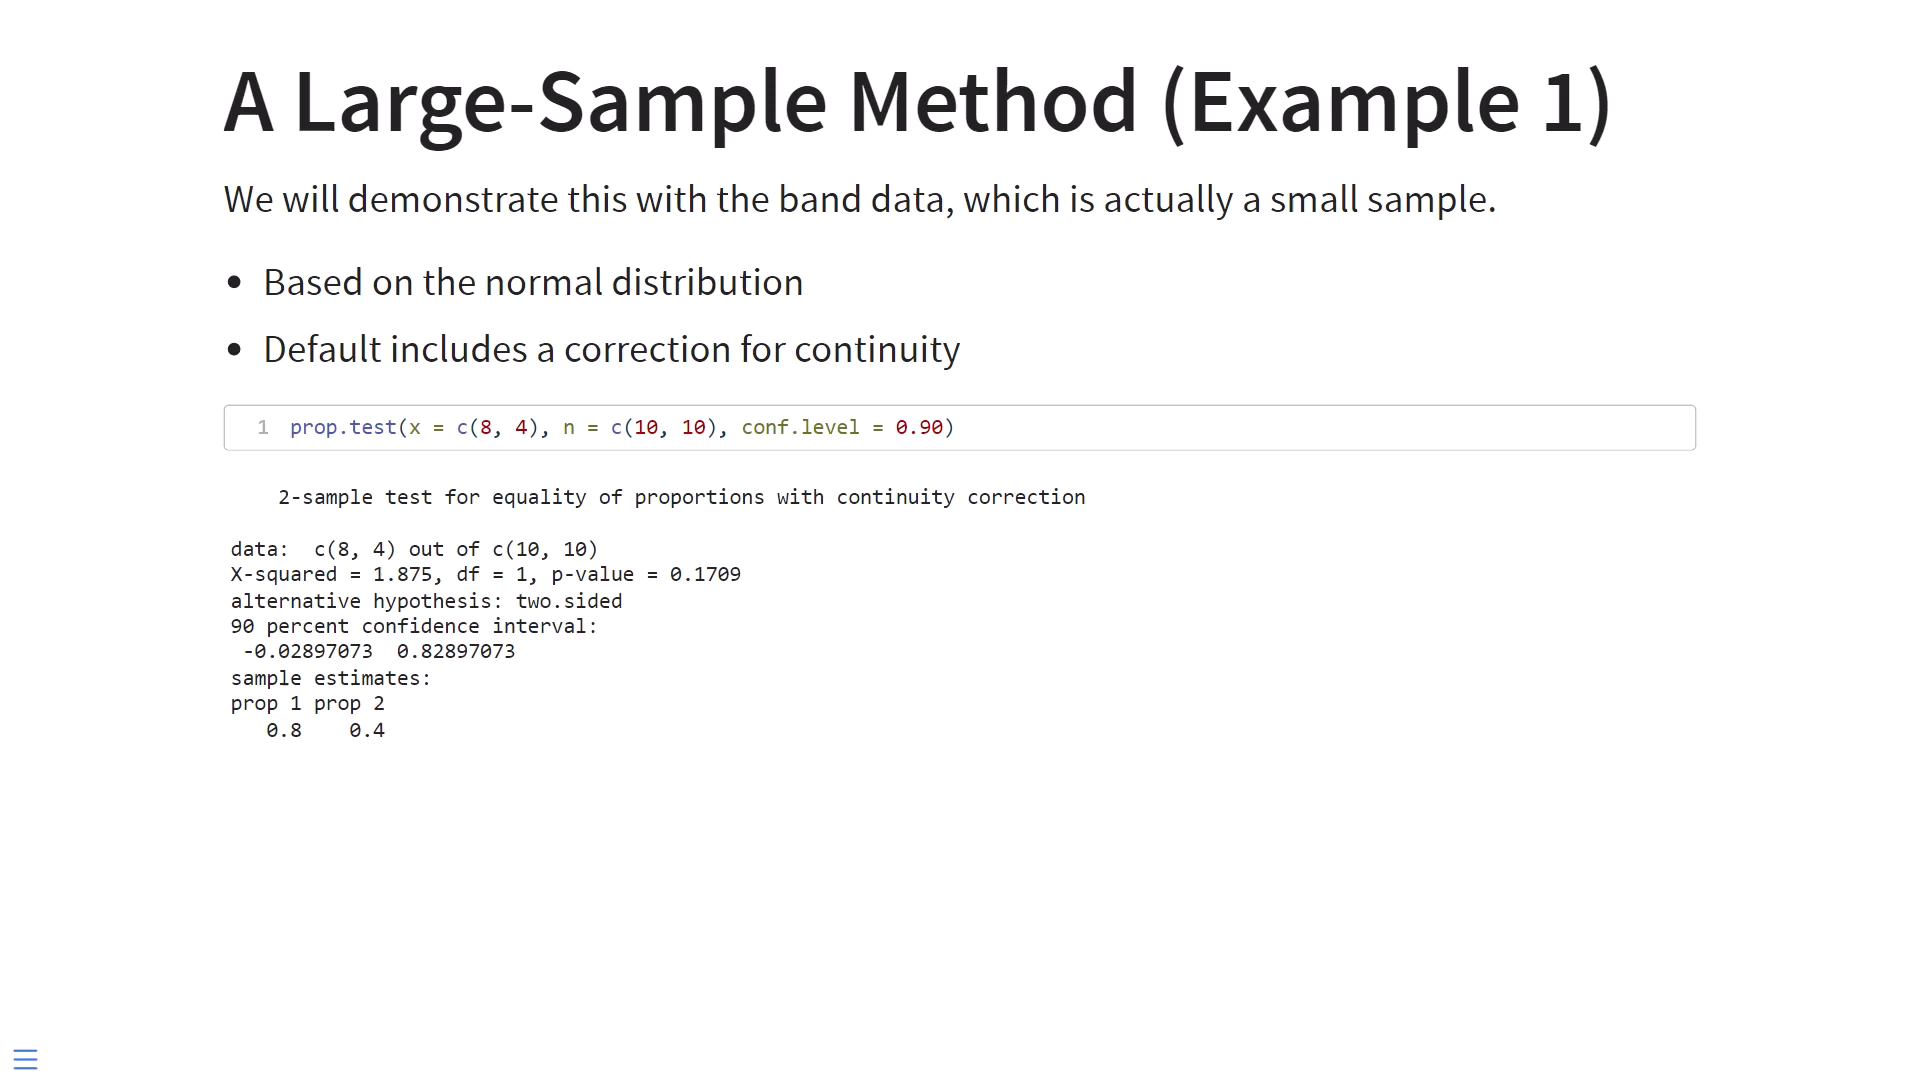 A Large-Sample Method (Example 1)
We will demonstrate this with the band data, which is actually a small sample.
• Based on the normal distribution
• Default includes a correction for continuity
1 prop.test(x = c(8, 4), n = c(10, 10), conf.level = 0.90)
2-sample test for equality of proportions with continuity correction
data:  c(8, 4) out of c(10, 10)
X-squared = 1.875, df = 1, p-value = 0.1709
alternative hypothesis: two.sided
90 percent confidence interval:
-0.02897073  0.82897073
sample estimates:
prop 1 prop 2
0.8    0.4